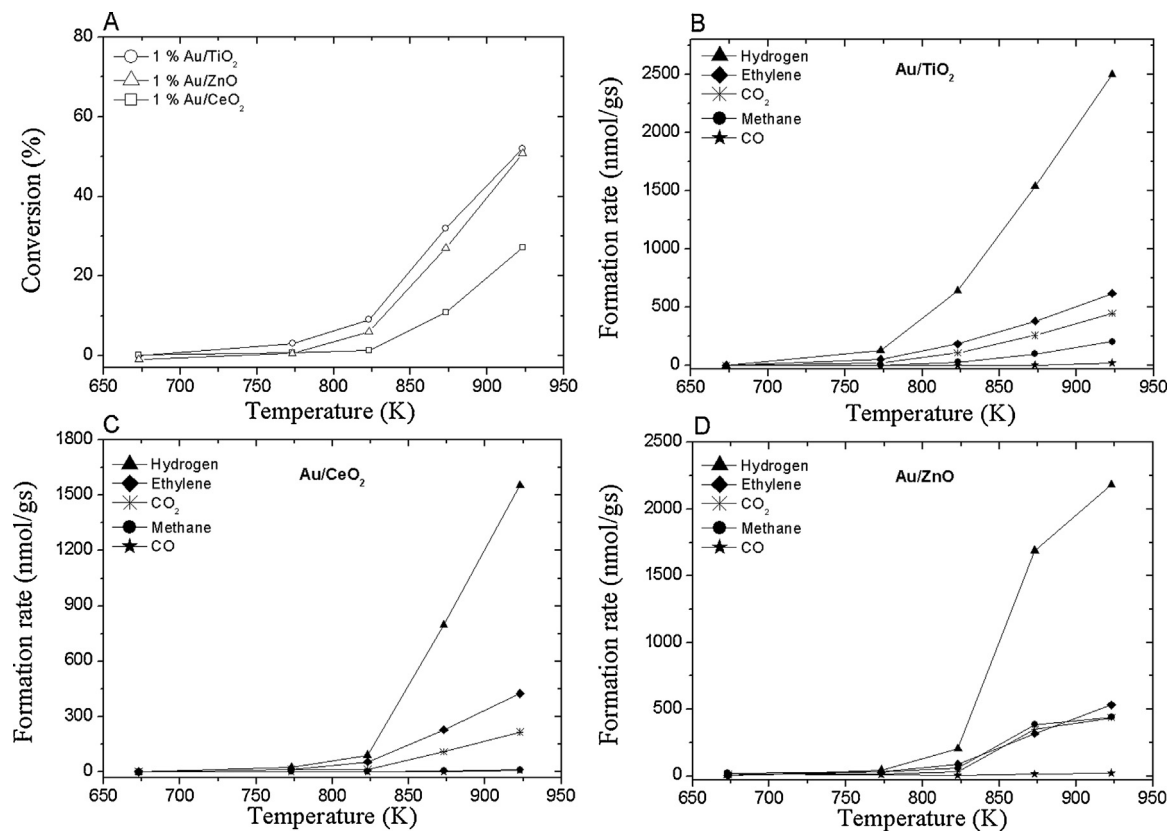 A
80
60
40
20
0
Conversion (%)
1 % Au/TiO₂
1 % Au/ZnO
1 % Au/CeO₂
650 700 750 800 850 900 950
Temperature (K)
B
2500
2000
1500
1000
500
0
Formation rate (nmol/gs)
Hydrogen
Ethylene
CO₂
Methane
CO
Au/TiO₂
650 700 750 800 850 900 950
Temperature (K)
C
1800
1500
1200
900
600
300
0
Formation rate (nmol/gs)
Hydrogen
Ethylene
CO₂
Methane
CO
Au/CeO₂
650 700 750 800 850 900 950
Temperature (K)
D
2500
2000
1500
1000
500
0
Formation rate (nmol/gs)
Hydrogen
Ethylene
CO₂
Methane
CO
Au/ZnO
650 700 750 800 850 900 950
Temperature (K)